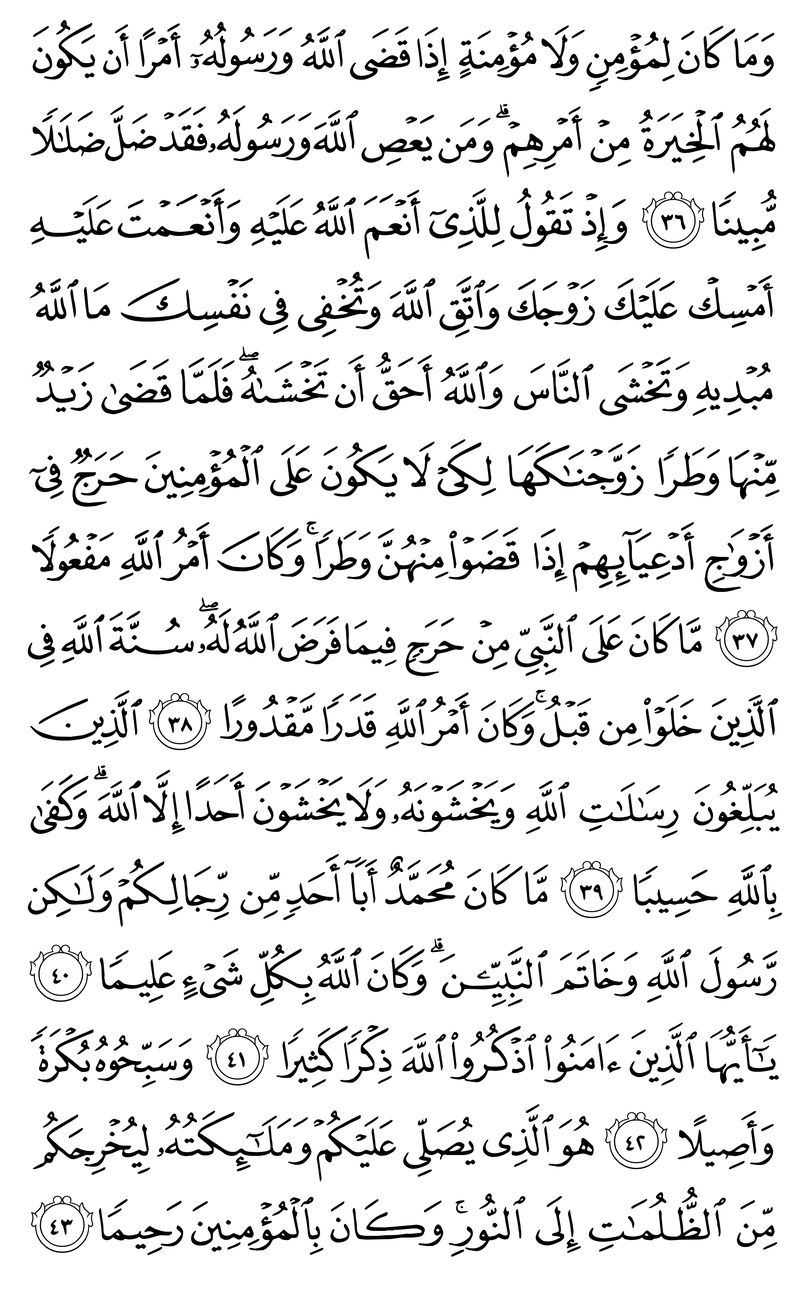 وَمَا كَانَ لِمُؤْمِنٍ وَلَا مُؤْمِنَةٍ إِذَا قَضَى ٱللَّهُ وَرَسُولُهُۥٓ أَمْرًا أَن يَكُونَ
لَهُمُ ٱلْخِيَرَةُ مِنْ أَمْرِهِمْ ۗ وَمَن يَعْصِ ٱللَّهَ وَرَسُولَهُۥ فَقَدْ ضَلَّ ضَلَٰلًا
مُّبِينًا ٣٦ وَإِذْ تَقُولُ لِلَّذِىٓ أَنْعَمَ ٱللَّهُ عَلَيْهِ وَأَنْعَمْتَ عَلَيْهِ
أَمْسِكْ عَلَيْكَ زَوْجَكَ وَٱتَّقِ ٱللَّهَ وَتُخْفِى فِى نَفْسِكَ مَا ٱللَّهُ
مُبْدِيهِ وَتَخْشَى ٱلنَّاسَ وَٱللَّهُ أَحَقُّ أَن تَخْشَىٰهُ ۖ فَلَمَّا قَضَىٰ زَيْدٌ
مِّنْهَا وَطَرًا زَوَّجْنَٰكَهَا لِكَىْ لَا يَكُونَ عَلَى ٱلْمُؤْمِنِينَ حَرَجٌ فِىٓ
أَزْوَٰجِ أَدْعِيَآئِهِمْ إِذَا قَضَوْا۟ مِنْهُنَّ وَطَرًا ۚ وَكَانَ أَمْرُ ٱللَّهِ مَفْعُولًا
٣٧ مَّا كَانَ عَلَى ٱلنَّبِىِّ مِنْ حَرَجٍ فِيمَا فَرَضَ ٱللَّهُ لَهُۥ ۖ سُنَّةَ ٱللَّهِ فِى
ٱلَّذِينَ خَلَوْا۟ مِن قَبْلُ ۚ وَكَانَ أَمْرُ ٱللَّهِ قَدَرًا مَّقْدُورًا ٣٨ ٱلَّذِينَ
يُبَلِّغُونَ رِسَٰلَٰتِ ٱللَّهِ وَيَخْشَوْنَهُۥ وَلَا يَخْشَوْنَ أَحَدًا إِلَّا ٱللَّهَ ۗ وَكَفَىٰ
بِٱللَّهِ حَسِيبًا ٣٩ مَّا كَانَ مُحَمَّدٌ أَبَآ أَحَدٍ مِّن رِّجَالِكُمْ وَلَٰكِن
رَّسُولَ ٱللَّهِ وَخَاتَمَ ٱلنَّبِيِّۦنَ ۗ وَكَانَ ٱللَّهُ بِكُلِّ شَىْءٍ عَلِيمًا ٤٠
يَٰٓأَيُّهَا ٱلَّذِينَ ءَامَنُوا۟ ٱذْكُرُوا۟ ٱللَّهَ ذِكْرًا كَثِيرًا ٤١ وَسَبِّحُوهُ بُكْرَةً
وَأَصِيلًا ٤٢ هُوَ ٱلَّذِى يُصَلِّى عَلَيْكُمْ وَمَلَٰٓئِكَتُهُۥ لِيُخْرِجَكُم
مِّنَ ٱلظُّلُمَٰتِ إِلَى ٱلنُّورِ ۚ وَكَانَ بِٱلْمُؤْمِنِينَ رَحِيمًا ٤٣